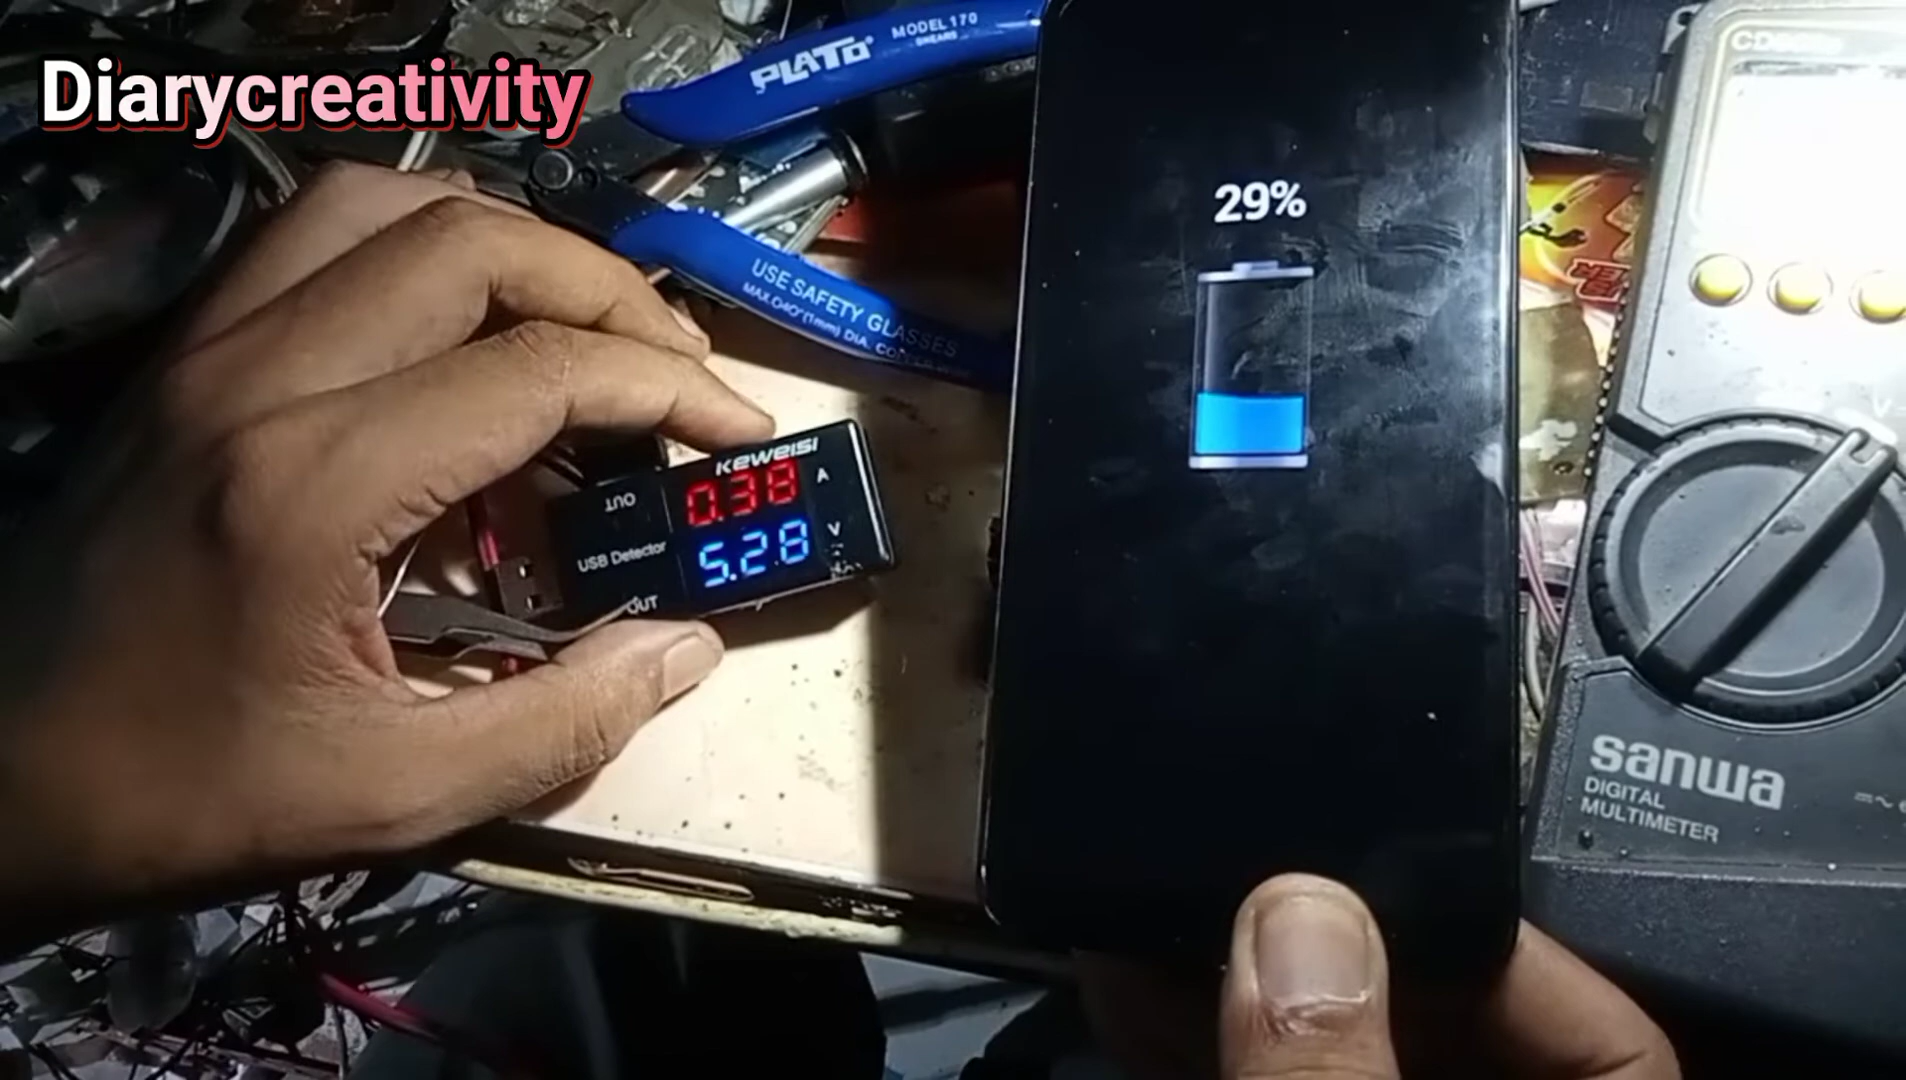 Diarycreativity
PLATO
MODEL 170
SHEARS
USE SAFETY GLASSES
29%
KEWEISI
OUT
0.38 A
USB Detector
5.28 V
OUT
sanwa
DIGITAL
MULTIMETER